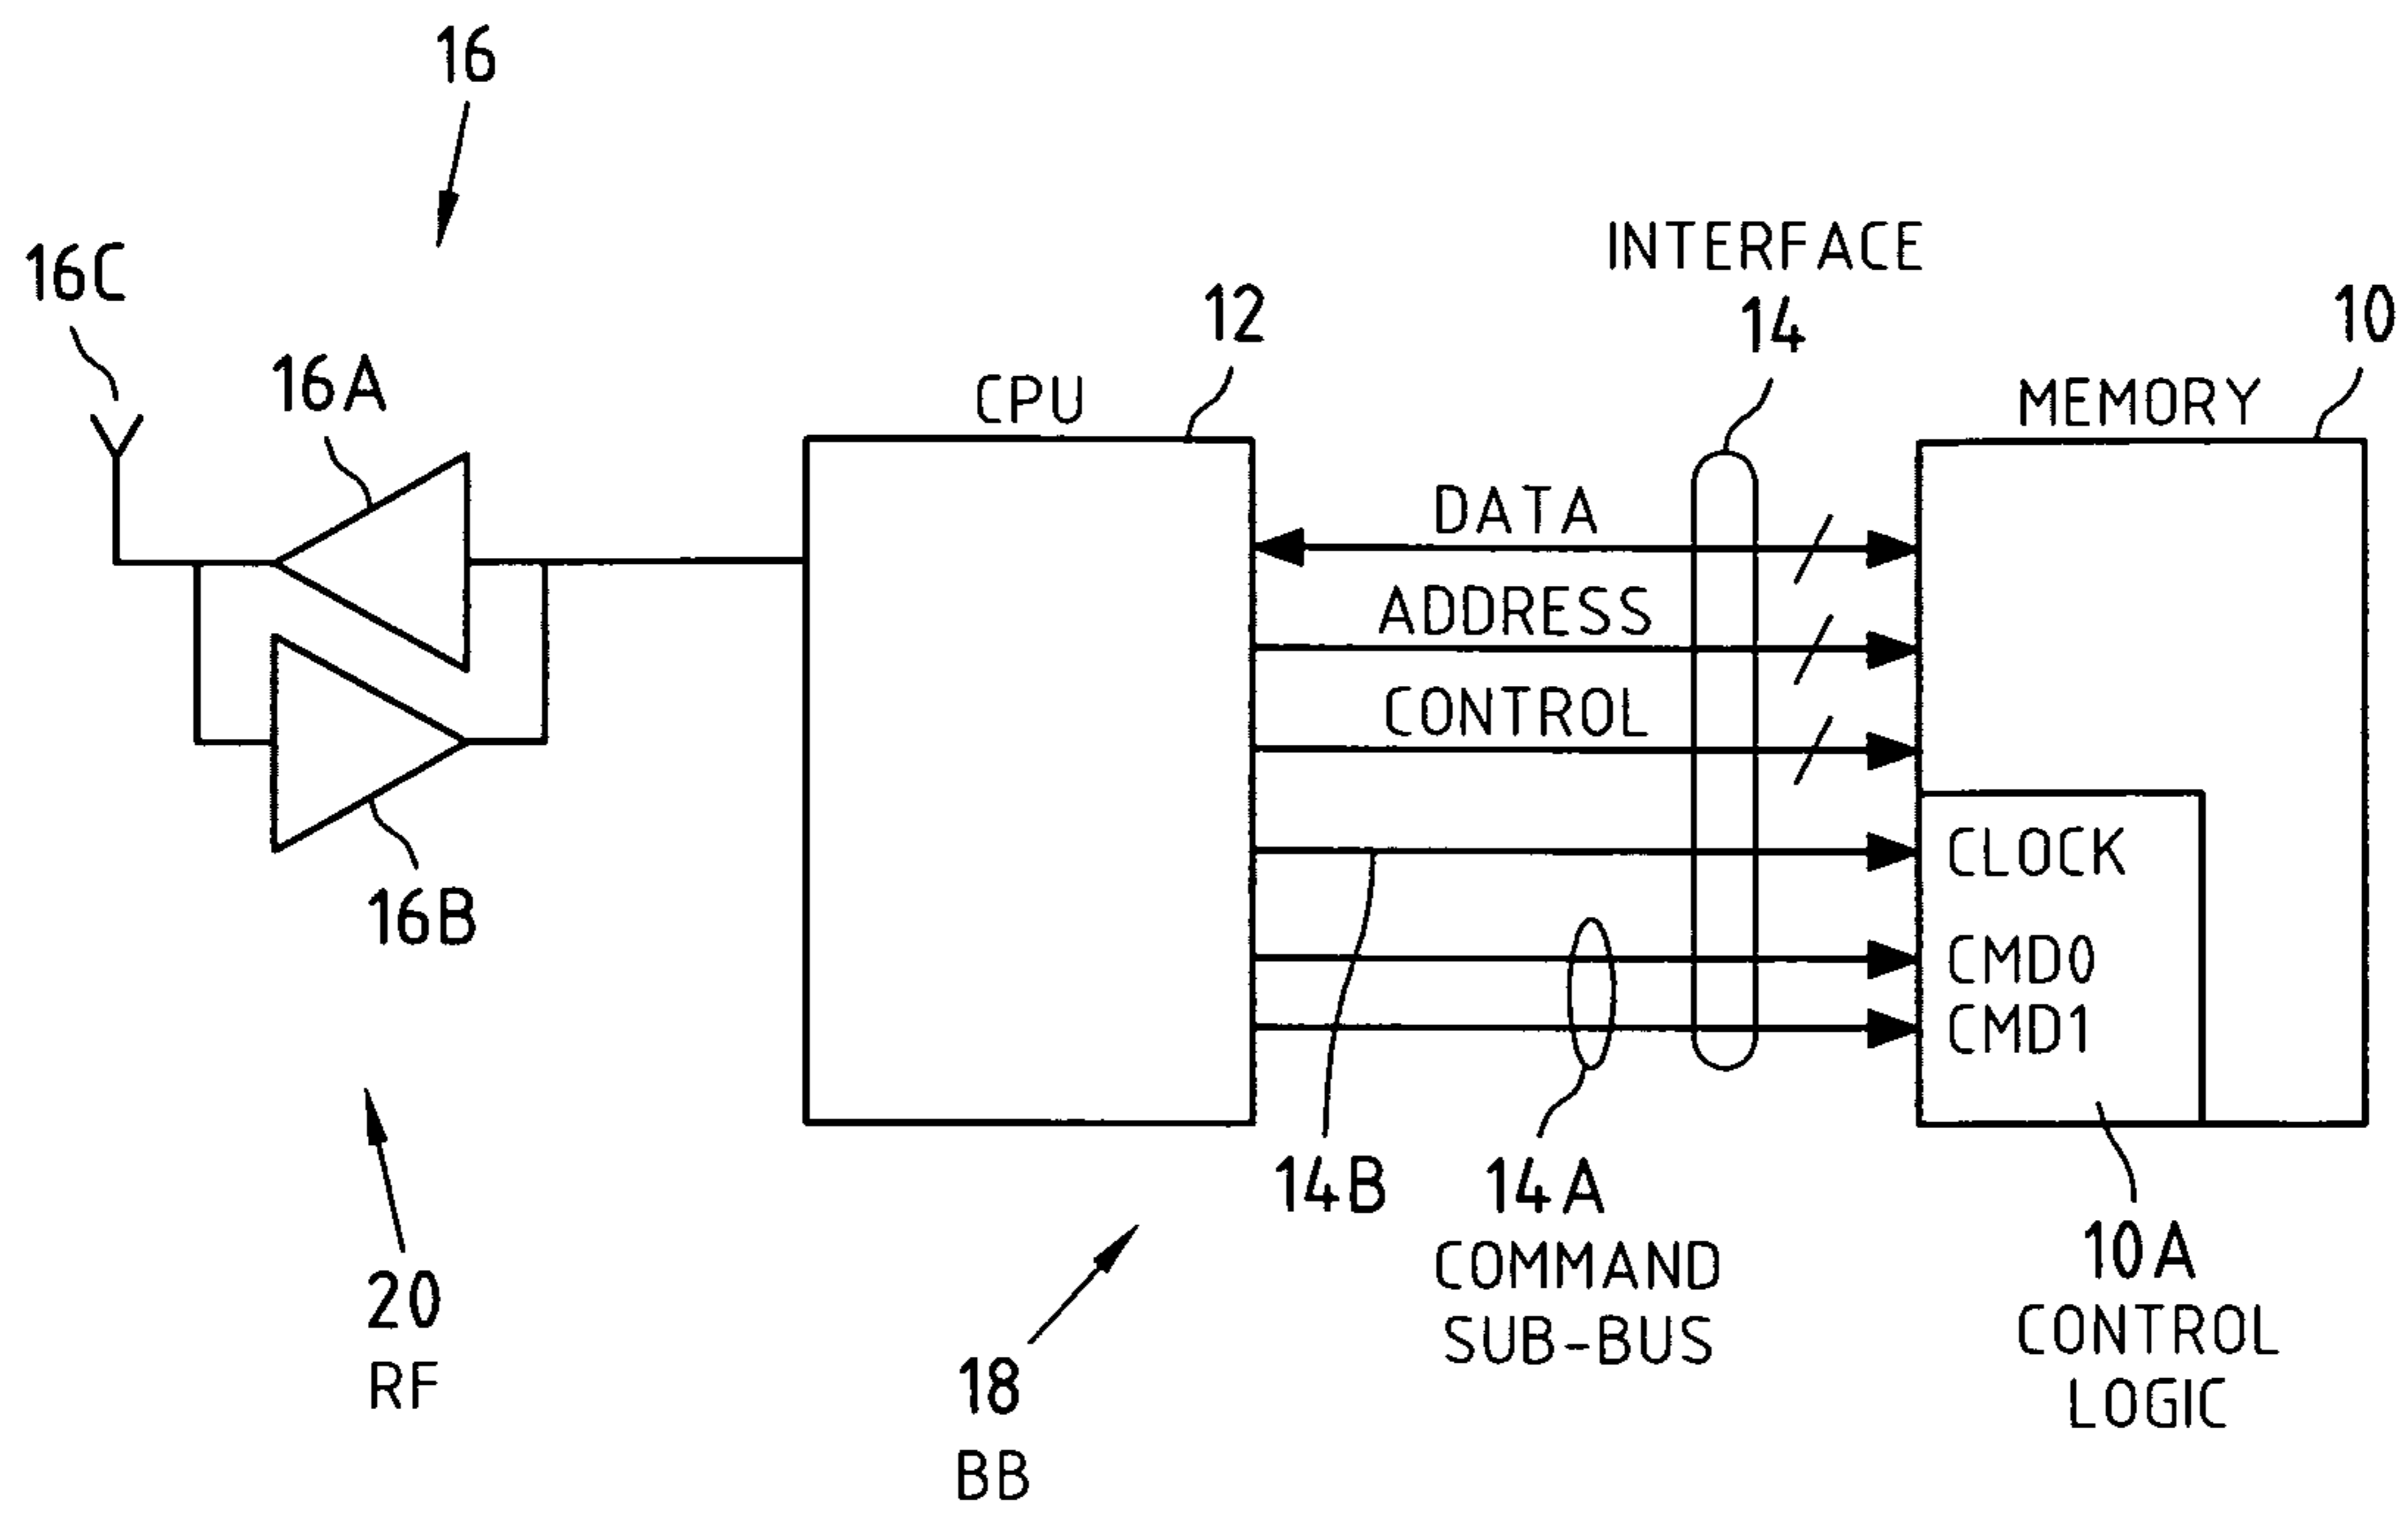 16
16C
16A
16B
20
RF
CPU
12
INTERFACE
14
MEMORY
10
DATA
ADDRESS
CONTROL
CLOCK
CMD0
CMD1
14B
14A
COMMAND
SUB-BUS
10A
CONTROL
LOGIC
18
BB